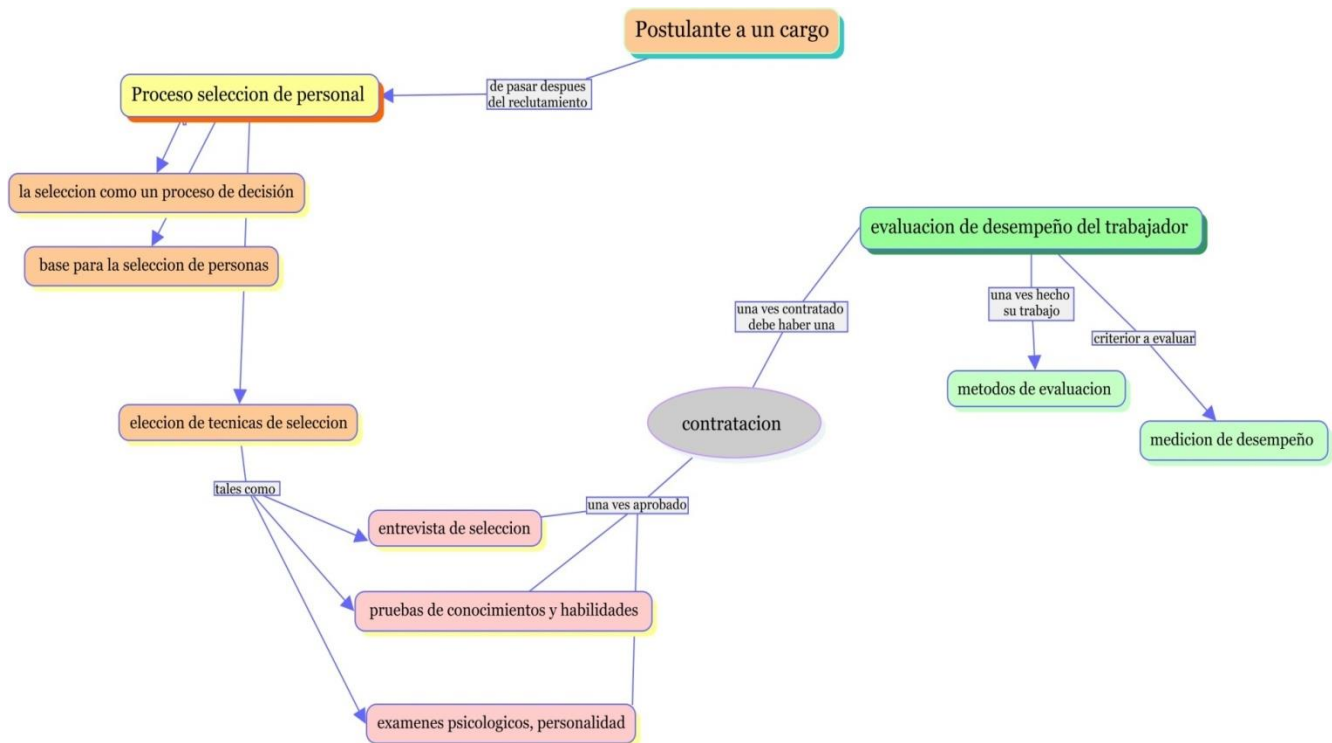 Postulante a un cargo
de pasar despues
del reclutamiento
Proceso seleccion de personal
la seleccion como un proceso de decisión
base para la seleccion de personas
eleccion de tecnicas de seleccion
tales como
entrevista de seleccion
pruebas de conocimientos y habilidades
examenes psicologicos, personalidad
una ves aprobado
contratacion
una ves contratado
debe haber una
evaluacion de desempeño del trabajador
una ves hecho
su trabajo
metodos de evaluacion
criterior a evaluar
medicion de desempeño